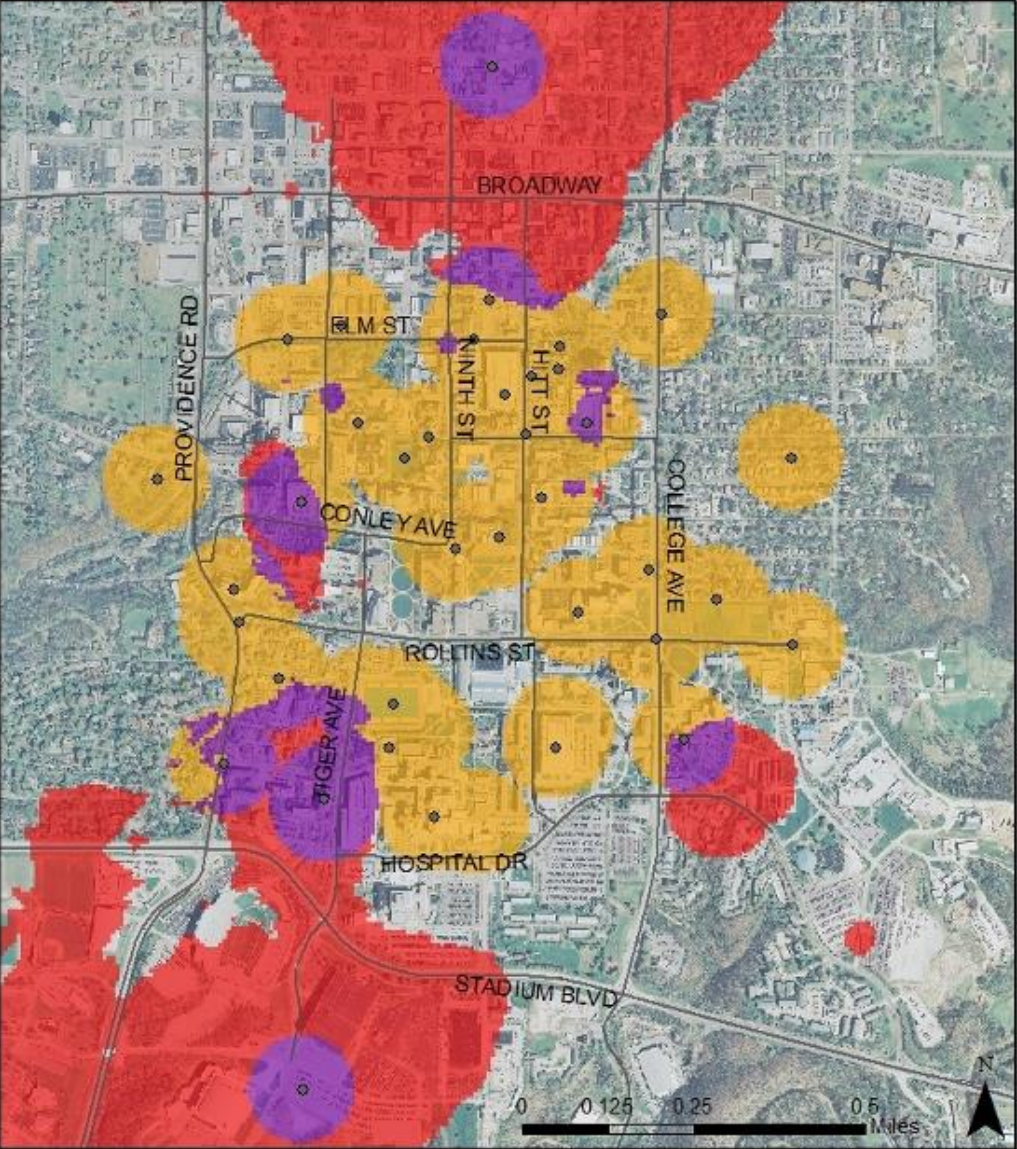 BROADWAY
ELM ST
PROVIDENCE RD
NINTH ST
HITT ST
COLLEGE AVE
CONLEY AVE
ROLLINS ST
TIGER AVE
HOSPITAL DR
STADIUM BLVD
N
0 0.125 0.25 0.5
Miles